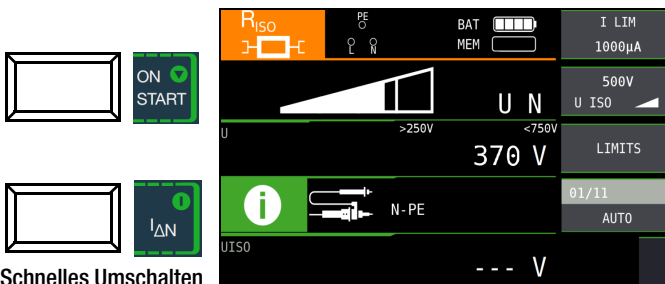 ON
START
IΔN
Schnelles Umschalten
RISO
PE
L N
BAT
MEM
U N
U >250V <750V
370 V
N-PE
UISO
--- V
I LIM
1000µA
500V
U ISO
LIMITS
01/11
AUTO